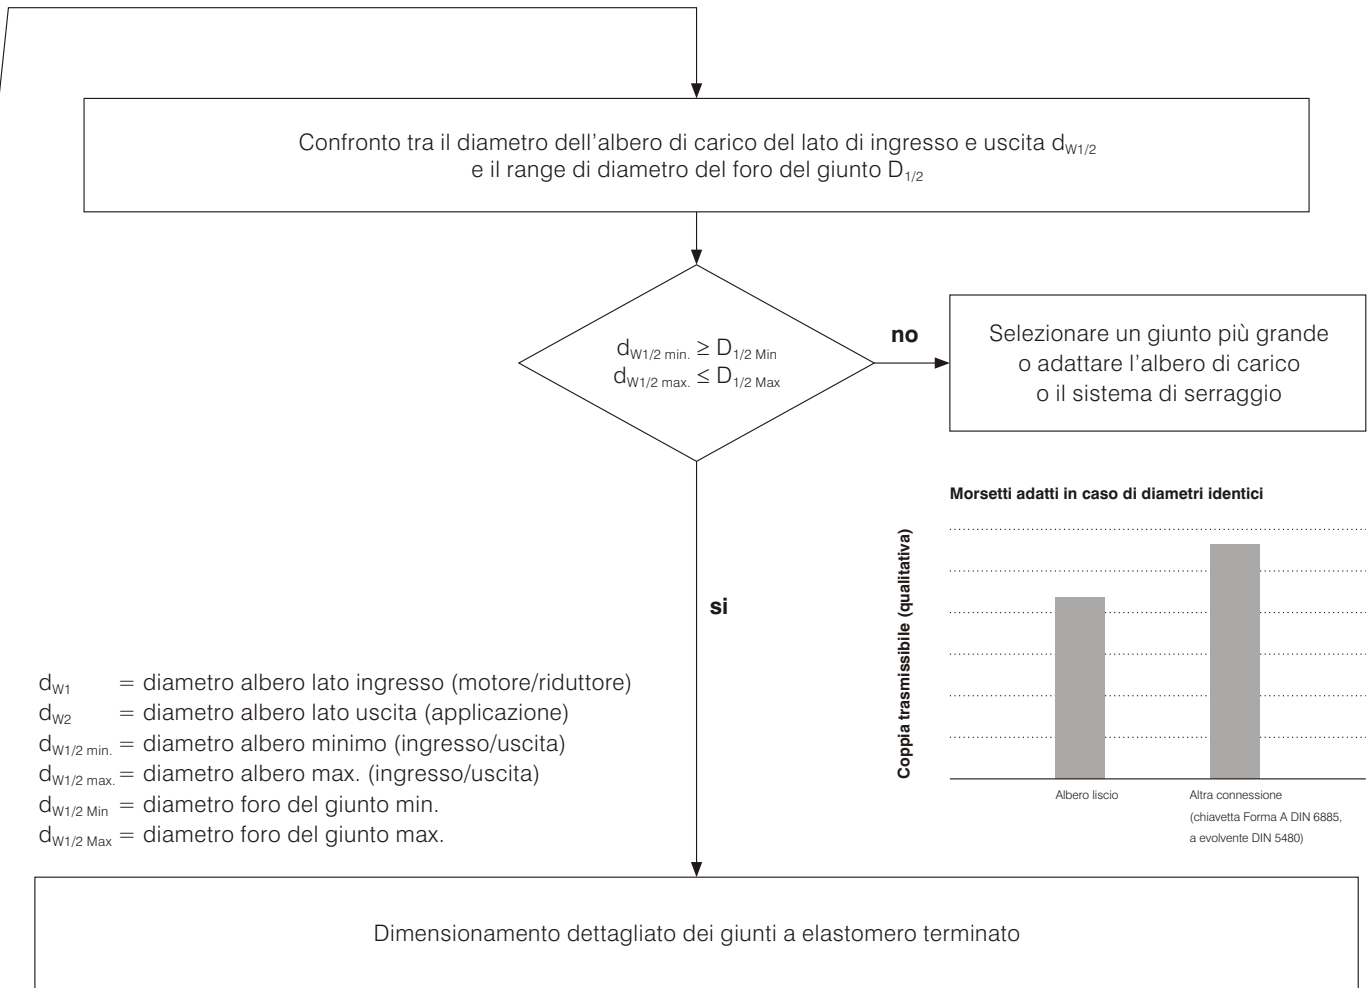 Confronto tra il diametro dell'albero di carico del lato di ingresso e uscita dW1/2
e il range di diametro del foro del giunto D1/2
dW1/2 min. ≥ D1/2 Min
dW1/2 max. ≤ D1/2 Max
no
Selezionare un giunto più grande
o adattare l'albero di carico
o il sistema di serraggio
Morsetti adatti in caso di diametri identici
Coppia trasmissibile (qualitativa)
Albero liscio
Altra connessione
(chiavetta Forma A DIN 6885,
a evolvente DIN 5480)
si
dW1 = diametro albero lato ingresso (motore/riduttore)
dW2 = diametro albero lato uscita (applicazione)
dW1/2 min. = diametro albero minimo (ingresso/uscita)
dW1/2 max. = diametro albero max. (ingresso/uscita)
dW1/2 Min = diametro foro del giunto min.
dW1/2 Max = diametro foro del giunto max.
Dimensionamento dettagliato dei giunti a elastomero terminato